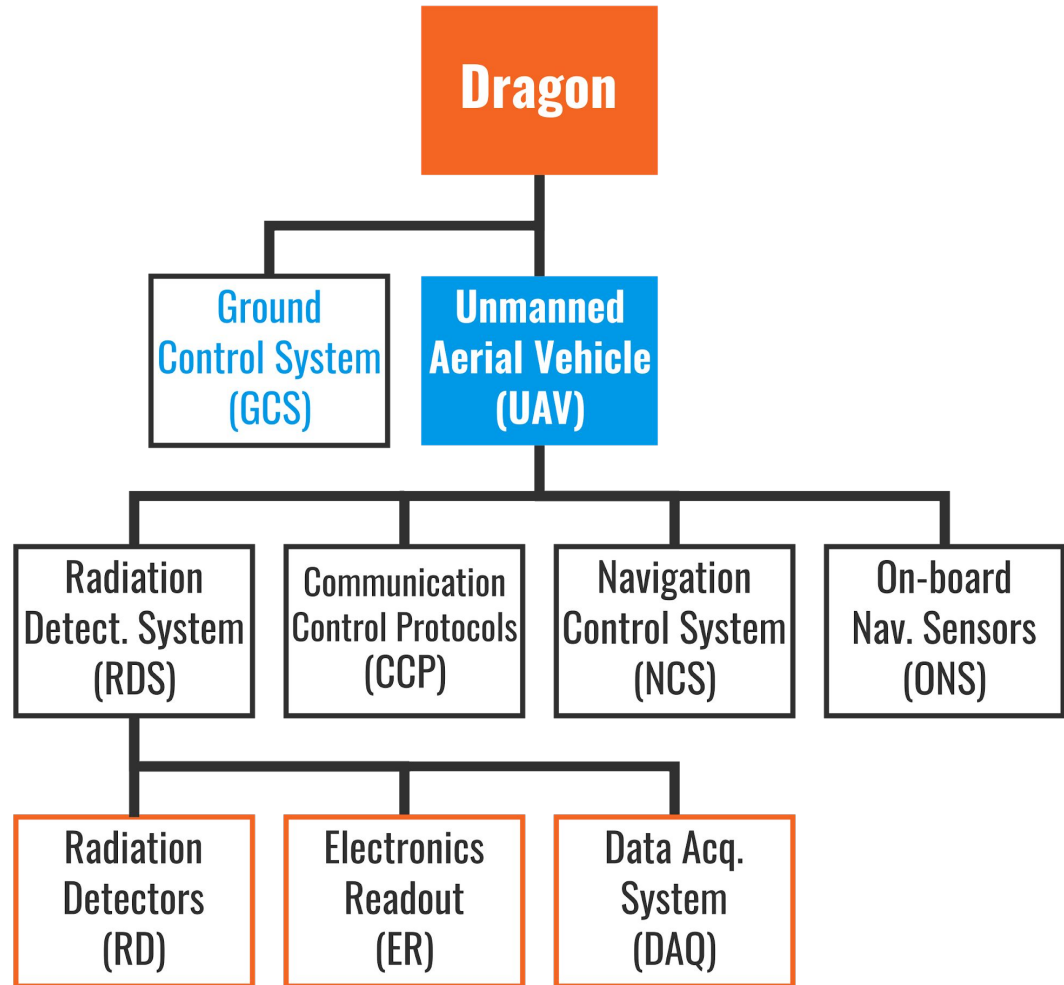 Dragon
Ground
Control System
(GCS)
Unmanned
Aerial Vehicle
(UAV)
Radiation
Detect. System
(RDS)
Communication
Control Protocols
(CCP)
Navigation
Control System
(NCS)
On-board
Nav. Sensors
(ONS)
Radiation
Detectors
(RD)
Electronics
Readout
(ER)
Data Acq.
System
(DAQ)